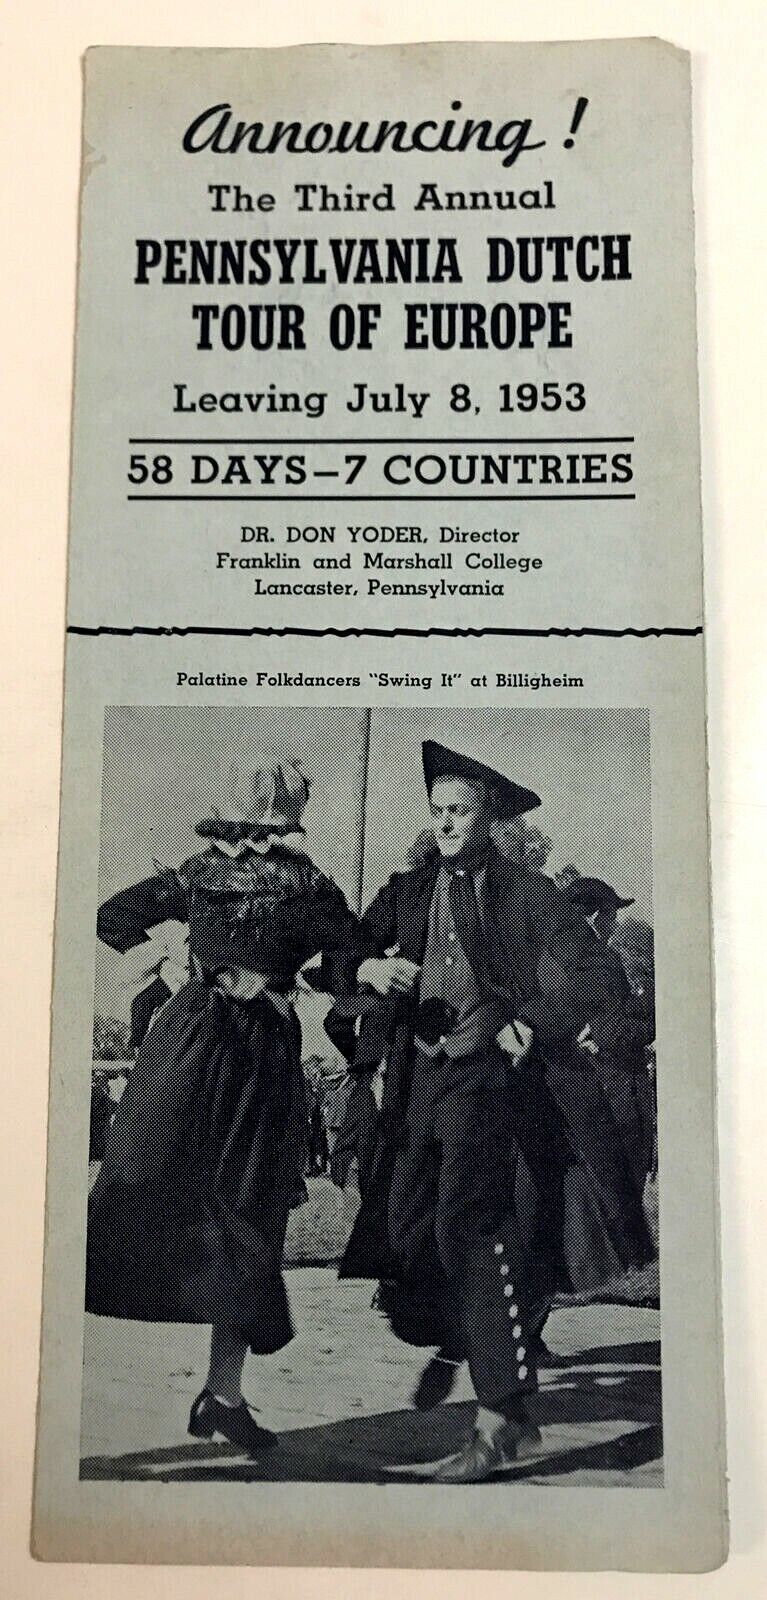 Announcing!
The Third Annual
PENNSYLVANIA DUTCH
TOUR OF EUROPE
Leaving July 8, 1953
58 DAYS—7 COUNTRIES
DR. DON YODER, Director
Franklin and Marshall College
Lancaster, Pennsylvania
Palatine Folkdancers "Swing It" at Billigheim